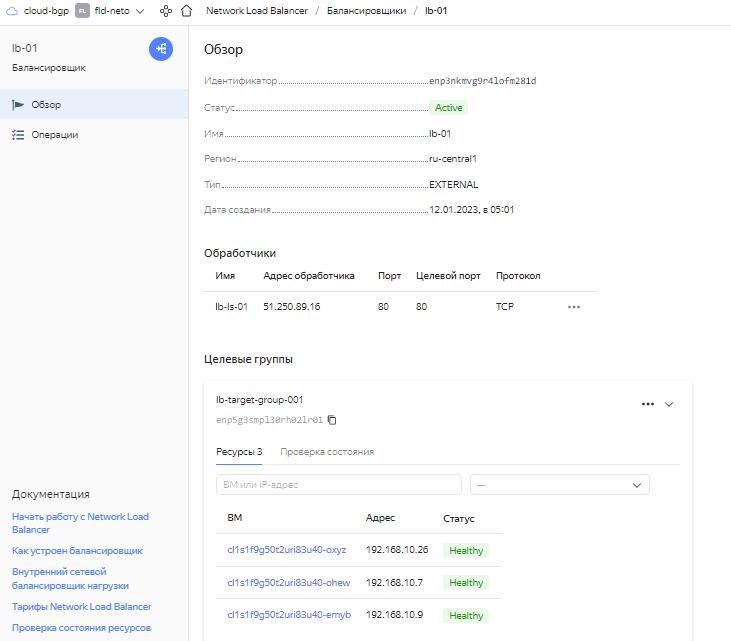 cloud-bgp FL fld-neto Network Load Balancer / Балансировщики / lb-01
lb-01
Балансировщик
Обзор
Операции
Документация
Начать работу с Network Load
Balancer
Как устроен балансировщик
Внутренний сетевой
балансировщик нагрузки
Тарифы Network Load Balancer
Проверка состояния ресурсов
Обзор
Идентификатор enp3nkmvg9r4lofm281d
Статус Active
Имя lb-01
Регион ru-central1
Тип EXTERNAL
Дата создания 12.01.2023, в 05:01
Обработчики
Имя Адрес обработчика Порт Целевой порт Протокол
lb-ls-01 51.250.89.16 80 80 TCP
Целевые группы
lb-target-group-001
enp5g3smpl30rh02lr01
Ресурсы 3 Проверка состояния
ВМ или IP-адрес —
ВМ Адрес Статус
cl1s1f9g50t2uri83u40-oxyz 192.168.10.26 Healthy
cl1s1f9g50t2uri83u40-ohew 192.168.10.7 Healthy
cl1s1f9g50t2uri83u40-emyb 192.168.10.9 Healthy